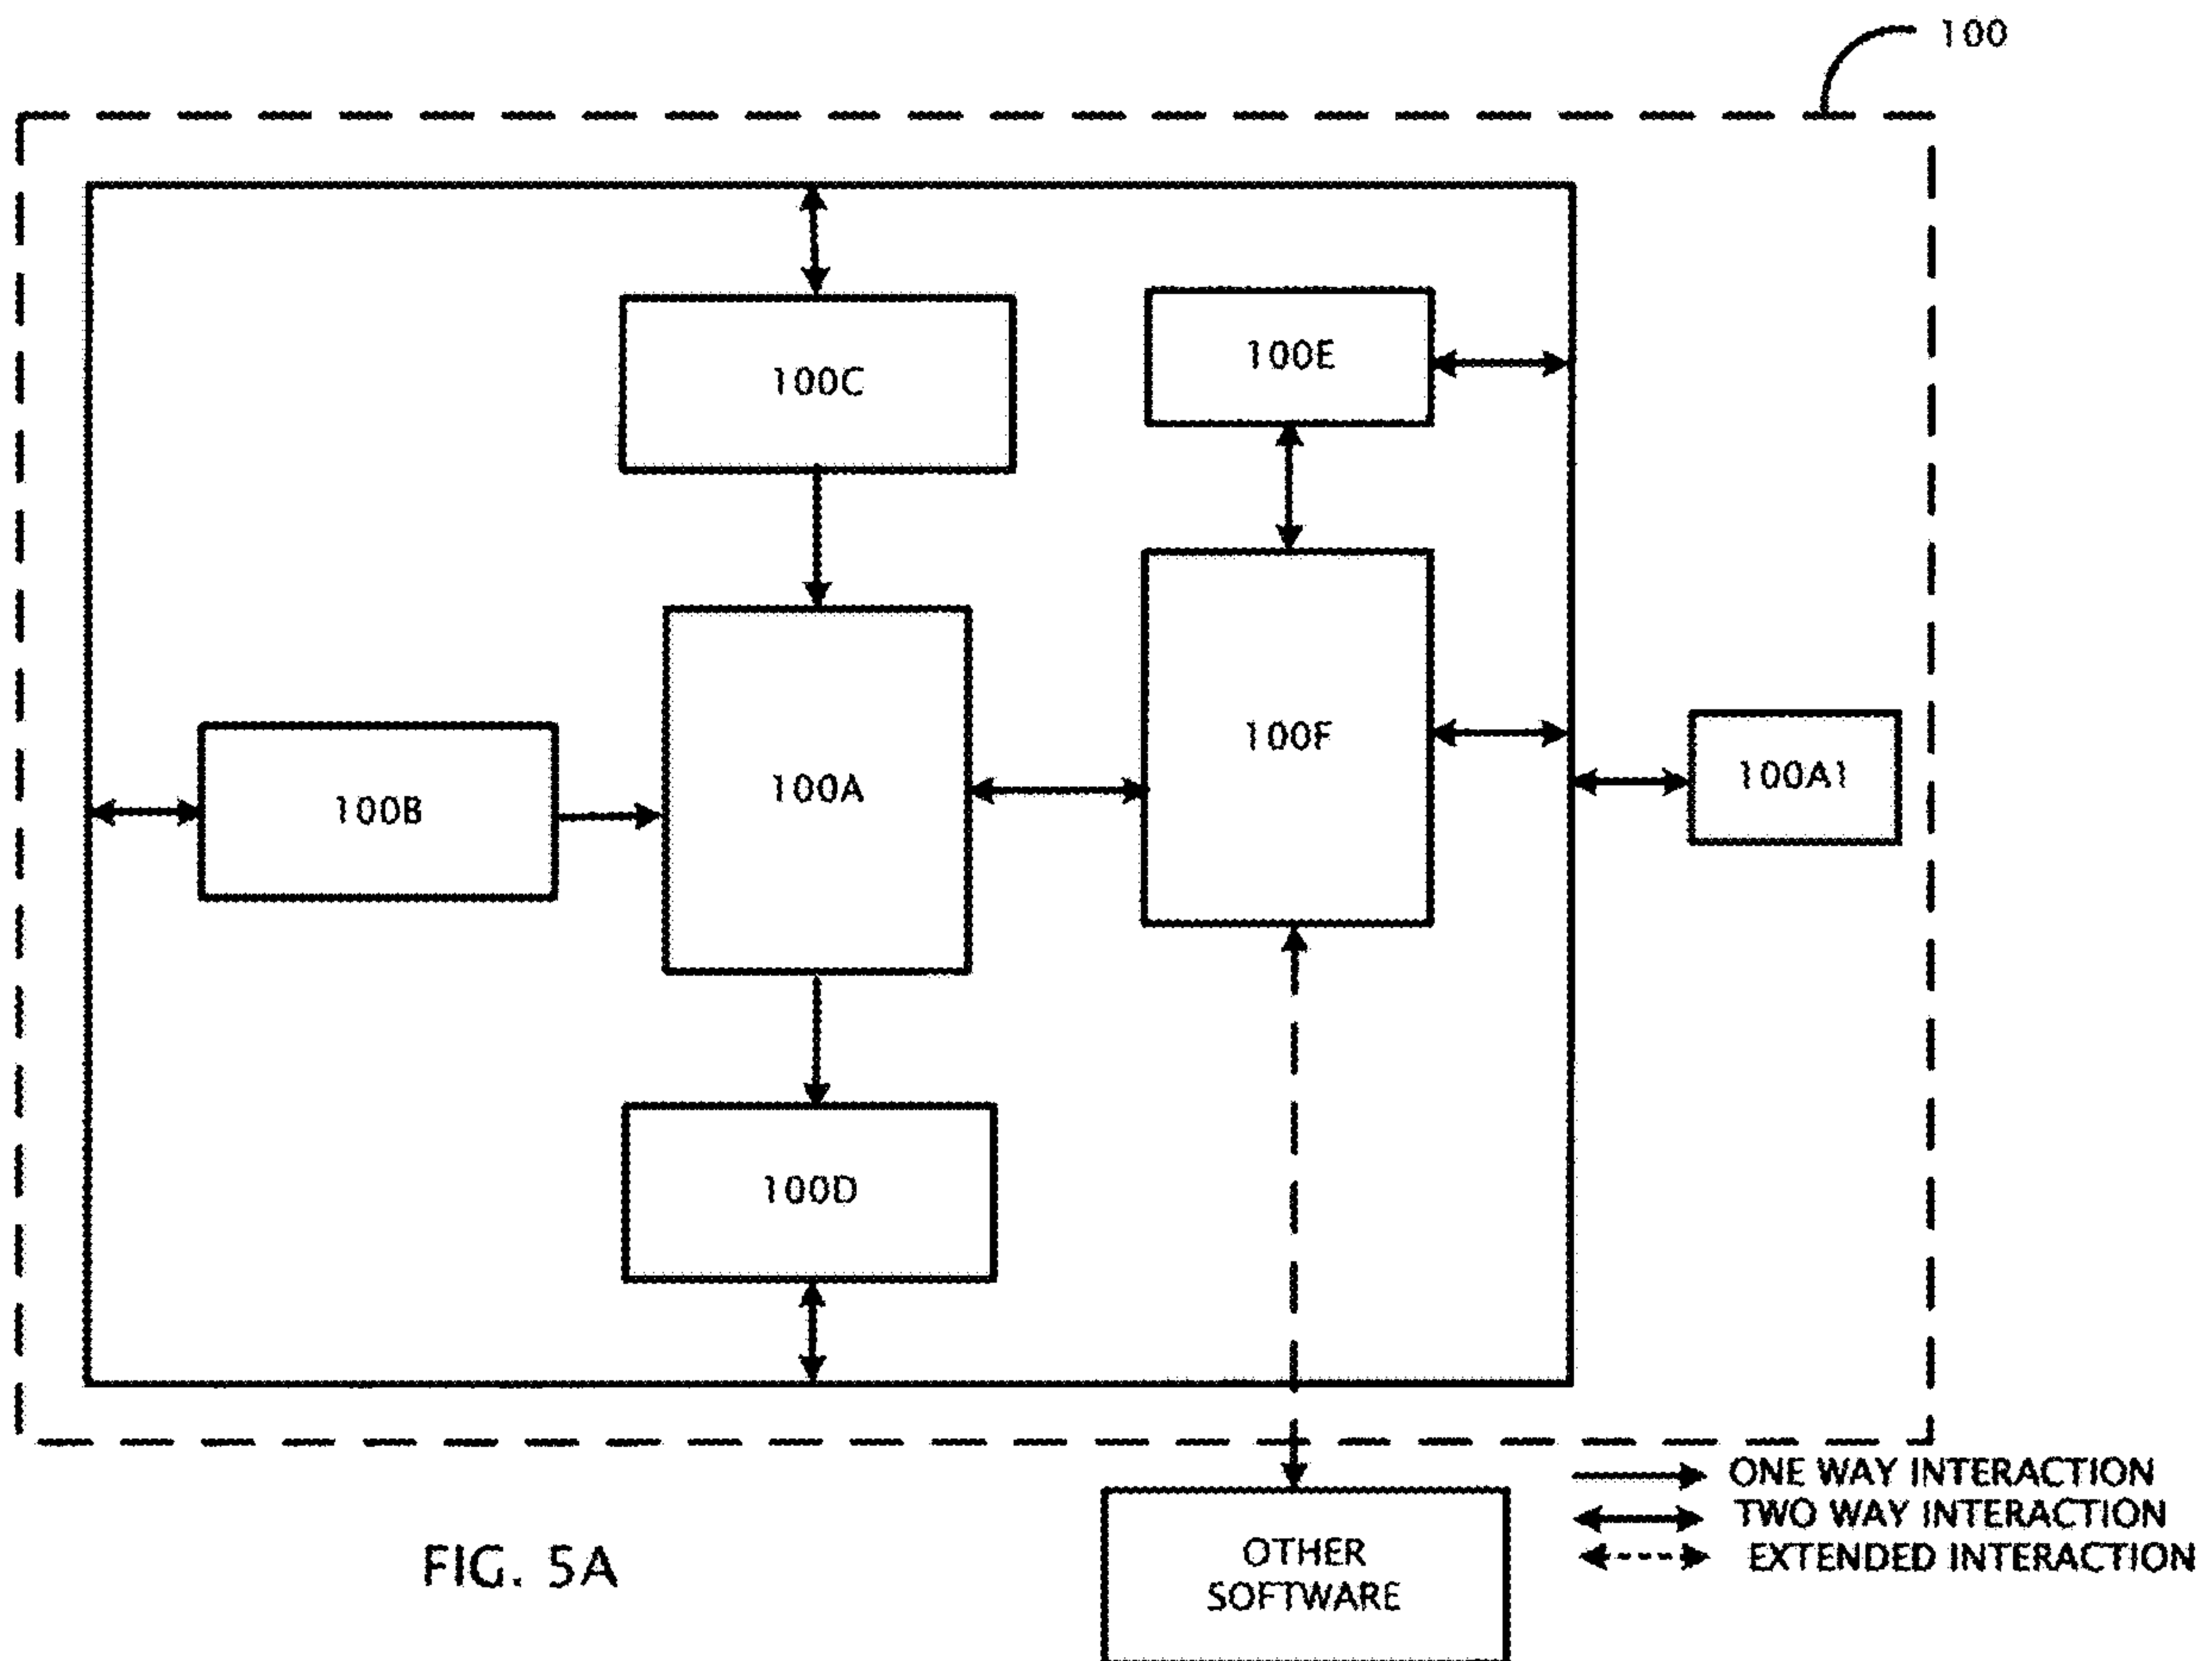 100
100C
100E
100F
100A
100A1
100B
100D
OTHER
SOFTWARE
ONE WAY INTERACTION
TWO WAY INTERACTION
EXTENDED INTERACTION
FIG. 5A